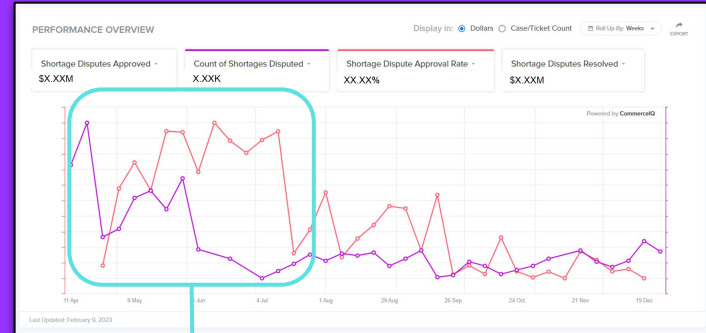 PERFORMANCE OVERVIEW
Display in: Dollars Case/Ticket Count Roll Up By: Weeks EXPORT
Shortage Disputes Approved
$X.XXM
Count of Shortages Disputed
X.XXK
Shortage Dispute Approval Rate
XX.XX%
Shortage Disputes Resolved
$X.XXM
Powered by CommerceIQ
11 Apr 9 May Jun 4 Jul 1 Aug 29 Aug 26 Sep 24 Oct 21 Nov 19 Dec
Last Updated: February 9, 2023